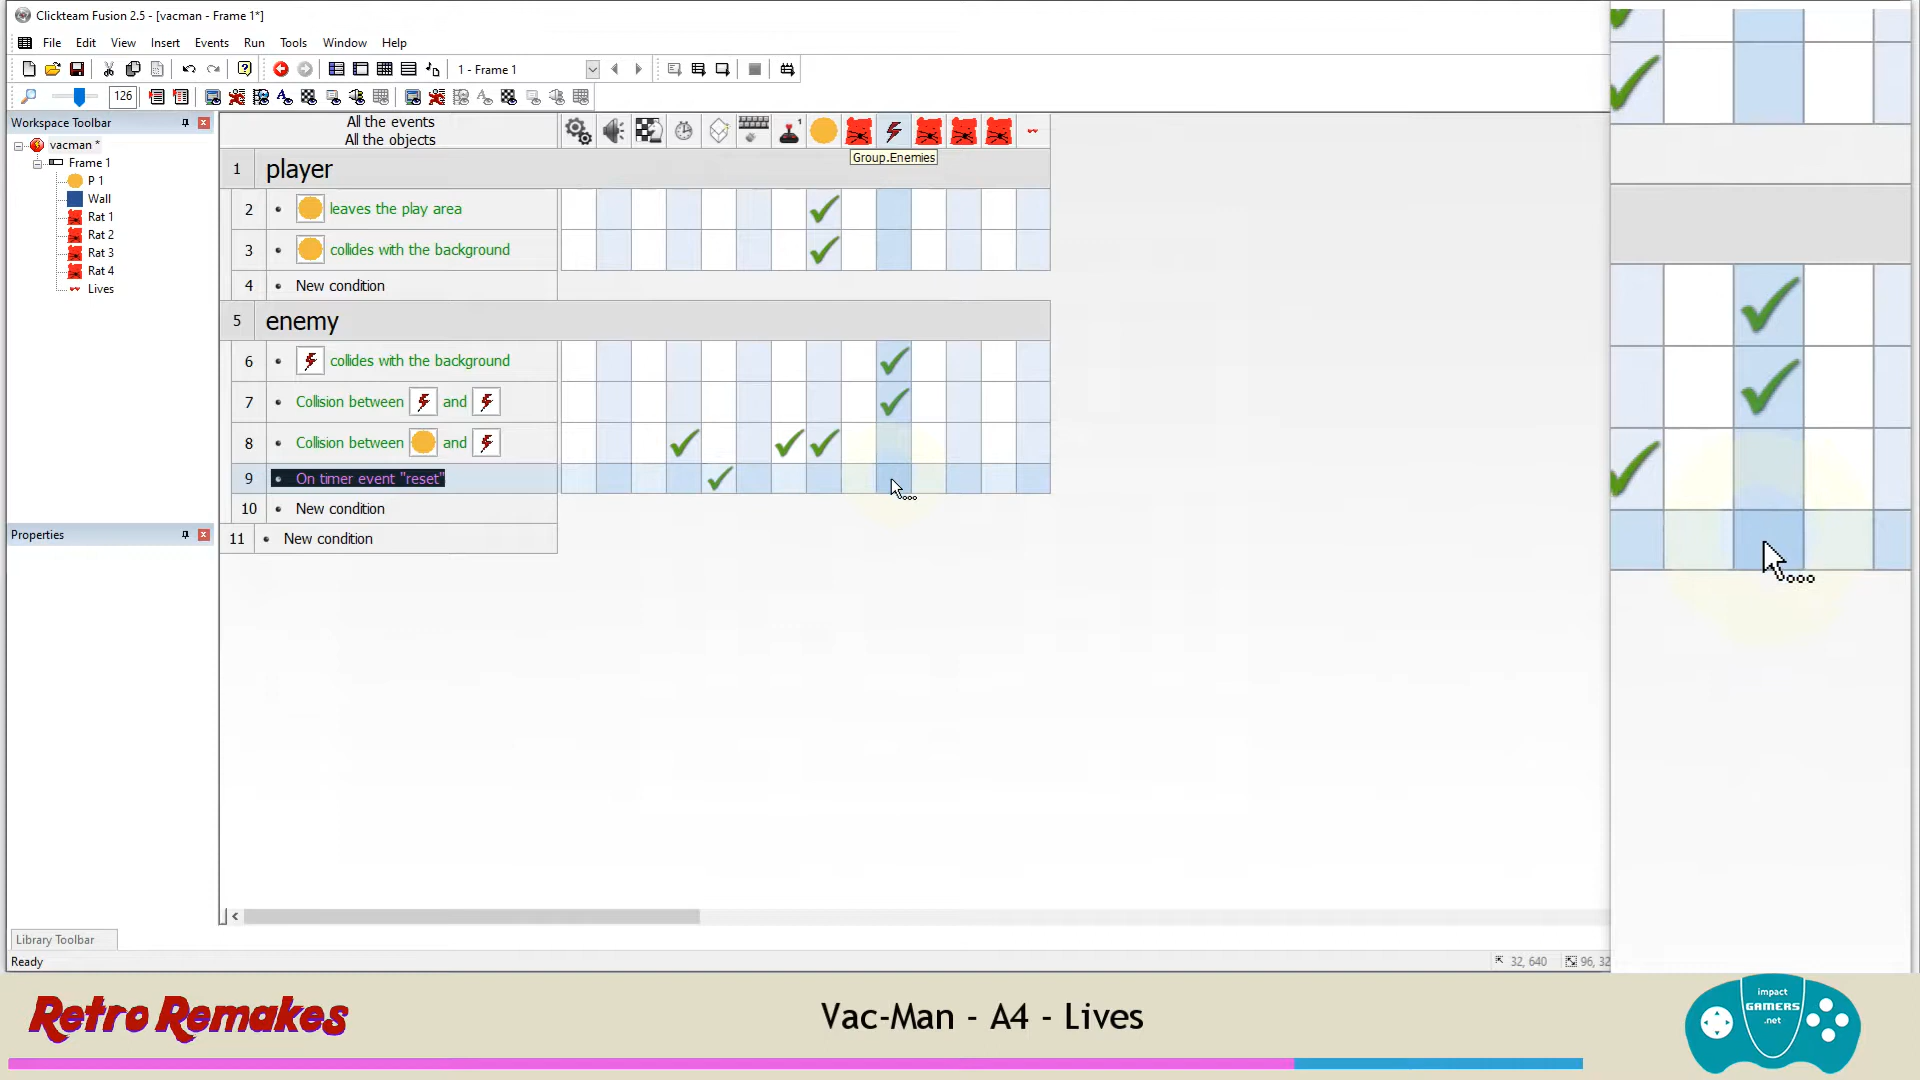 Clickteam Fusion 2.5 - [vacman - Frame 1*]
File Edit View Insert Events Run Tools Window Help
1 - Frame 1
126
Workspace Toolbar
vacman *
Frame 1
P 1
Wall
Rat 1
Rat 2
Rat 3
Rat 4
Lives
Properties
Library Toolbar
Ready
All the events
All the objects
1
Group.Enemies
1 player
2 • leaves the play area
3 • collides with the background
4 • New condition
5 enemy
6 • collides with the background
7 • Collision between and
8 • Collision between and
9 • On timer event "reset"
10 • New condition
11 • New condition
32, 640
96, 32
Retro Remakes
Vac-Man - A4 - Lives
impact
GAMERS
.net